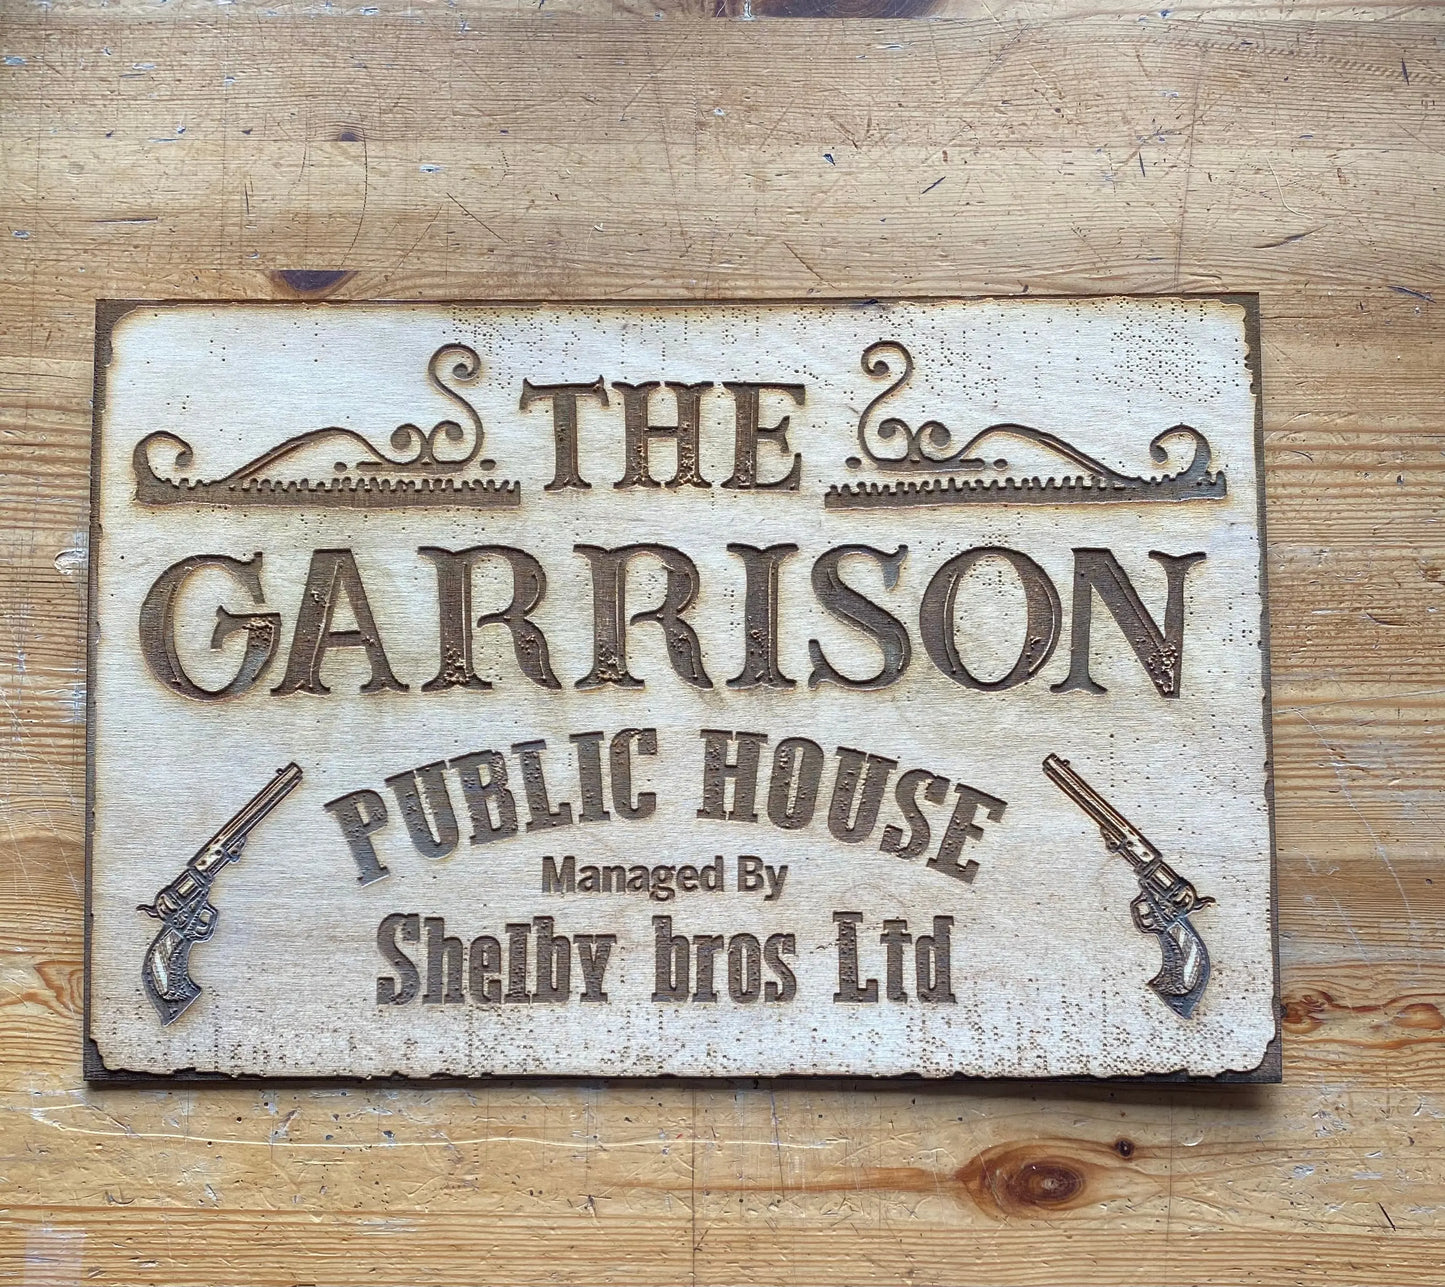 THE
GARRISON
PUBLIC HOUSE
Managed By
Shelby bros Ltd